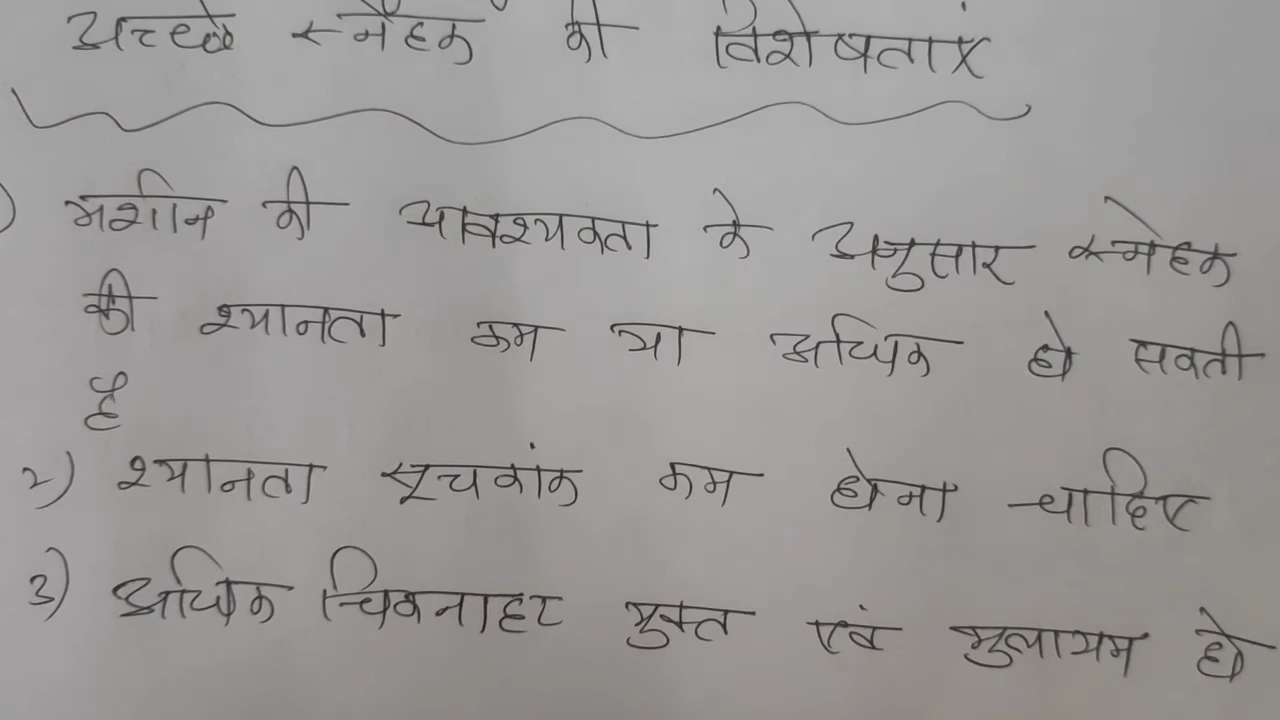 अच्छे स्नेहक की विशेषताएं
) मशीन की आवश्यकता के अनुसार स्नेहक
की श्यानता कम या अधिक हो सकती
है
2) श्यानता सूचकांक कम होना चाहिए
3) अधिक चिकनाहट युक्त एवं मुलायम हो